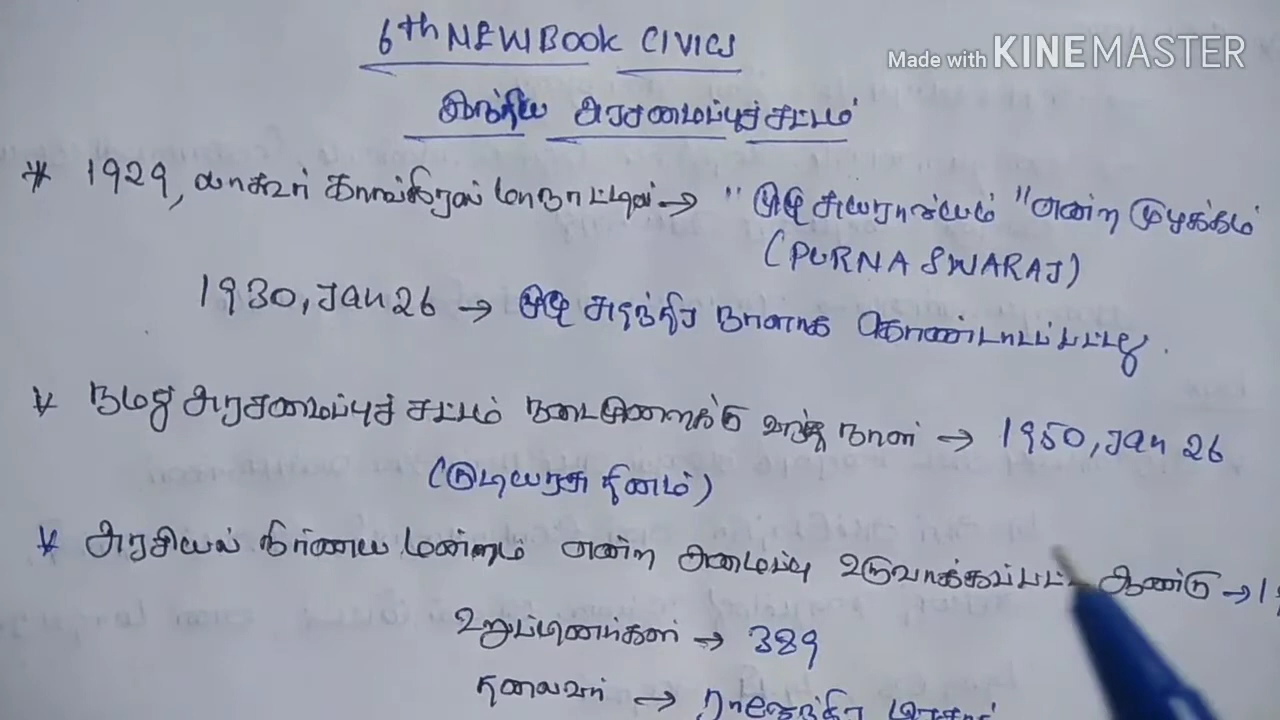 6th NEW BOOK CIVICS
Made with KINEMASTER
இந்திய அரசமைப்புச் சட்டம்
* 1929, லாகூர் காங்கிரஸ் மாநாட்டில் → "முழு சுயராஜ்யம்" என்ற முழக்கம்
(PURNA SWARAJ)
1930, Jan 26 → முழு சுதந்திர நாளாக கொண்டாடப்பட்டது.
* நமது அரசமைப்புச் சட்டம் நடைமுறைக்கு வந்த நாள் → 1950, Jan 26
(குடியரசு தினம்)
* அரசியல் நிர்ணய மன்றம் என்ற அமைப்பு உருவாக்கப்பட்ட ஆண்டு → 1
உறுப்பினர்கள் → 389
தலைவர் → ராஜேந்திர பிரசாத்